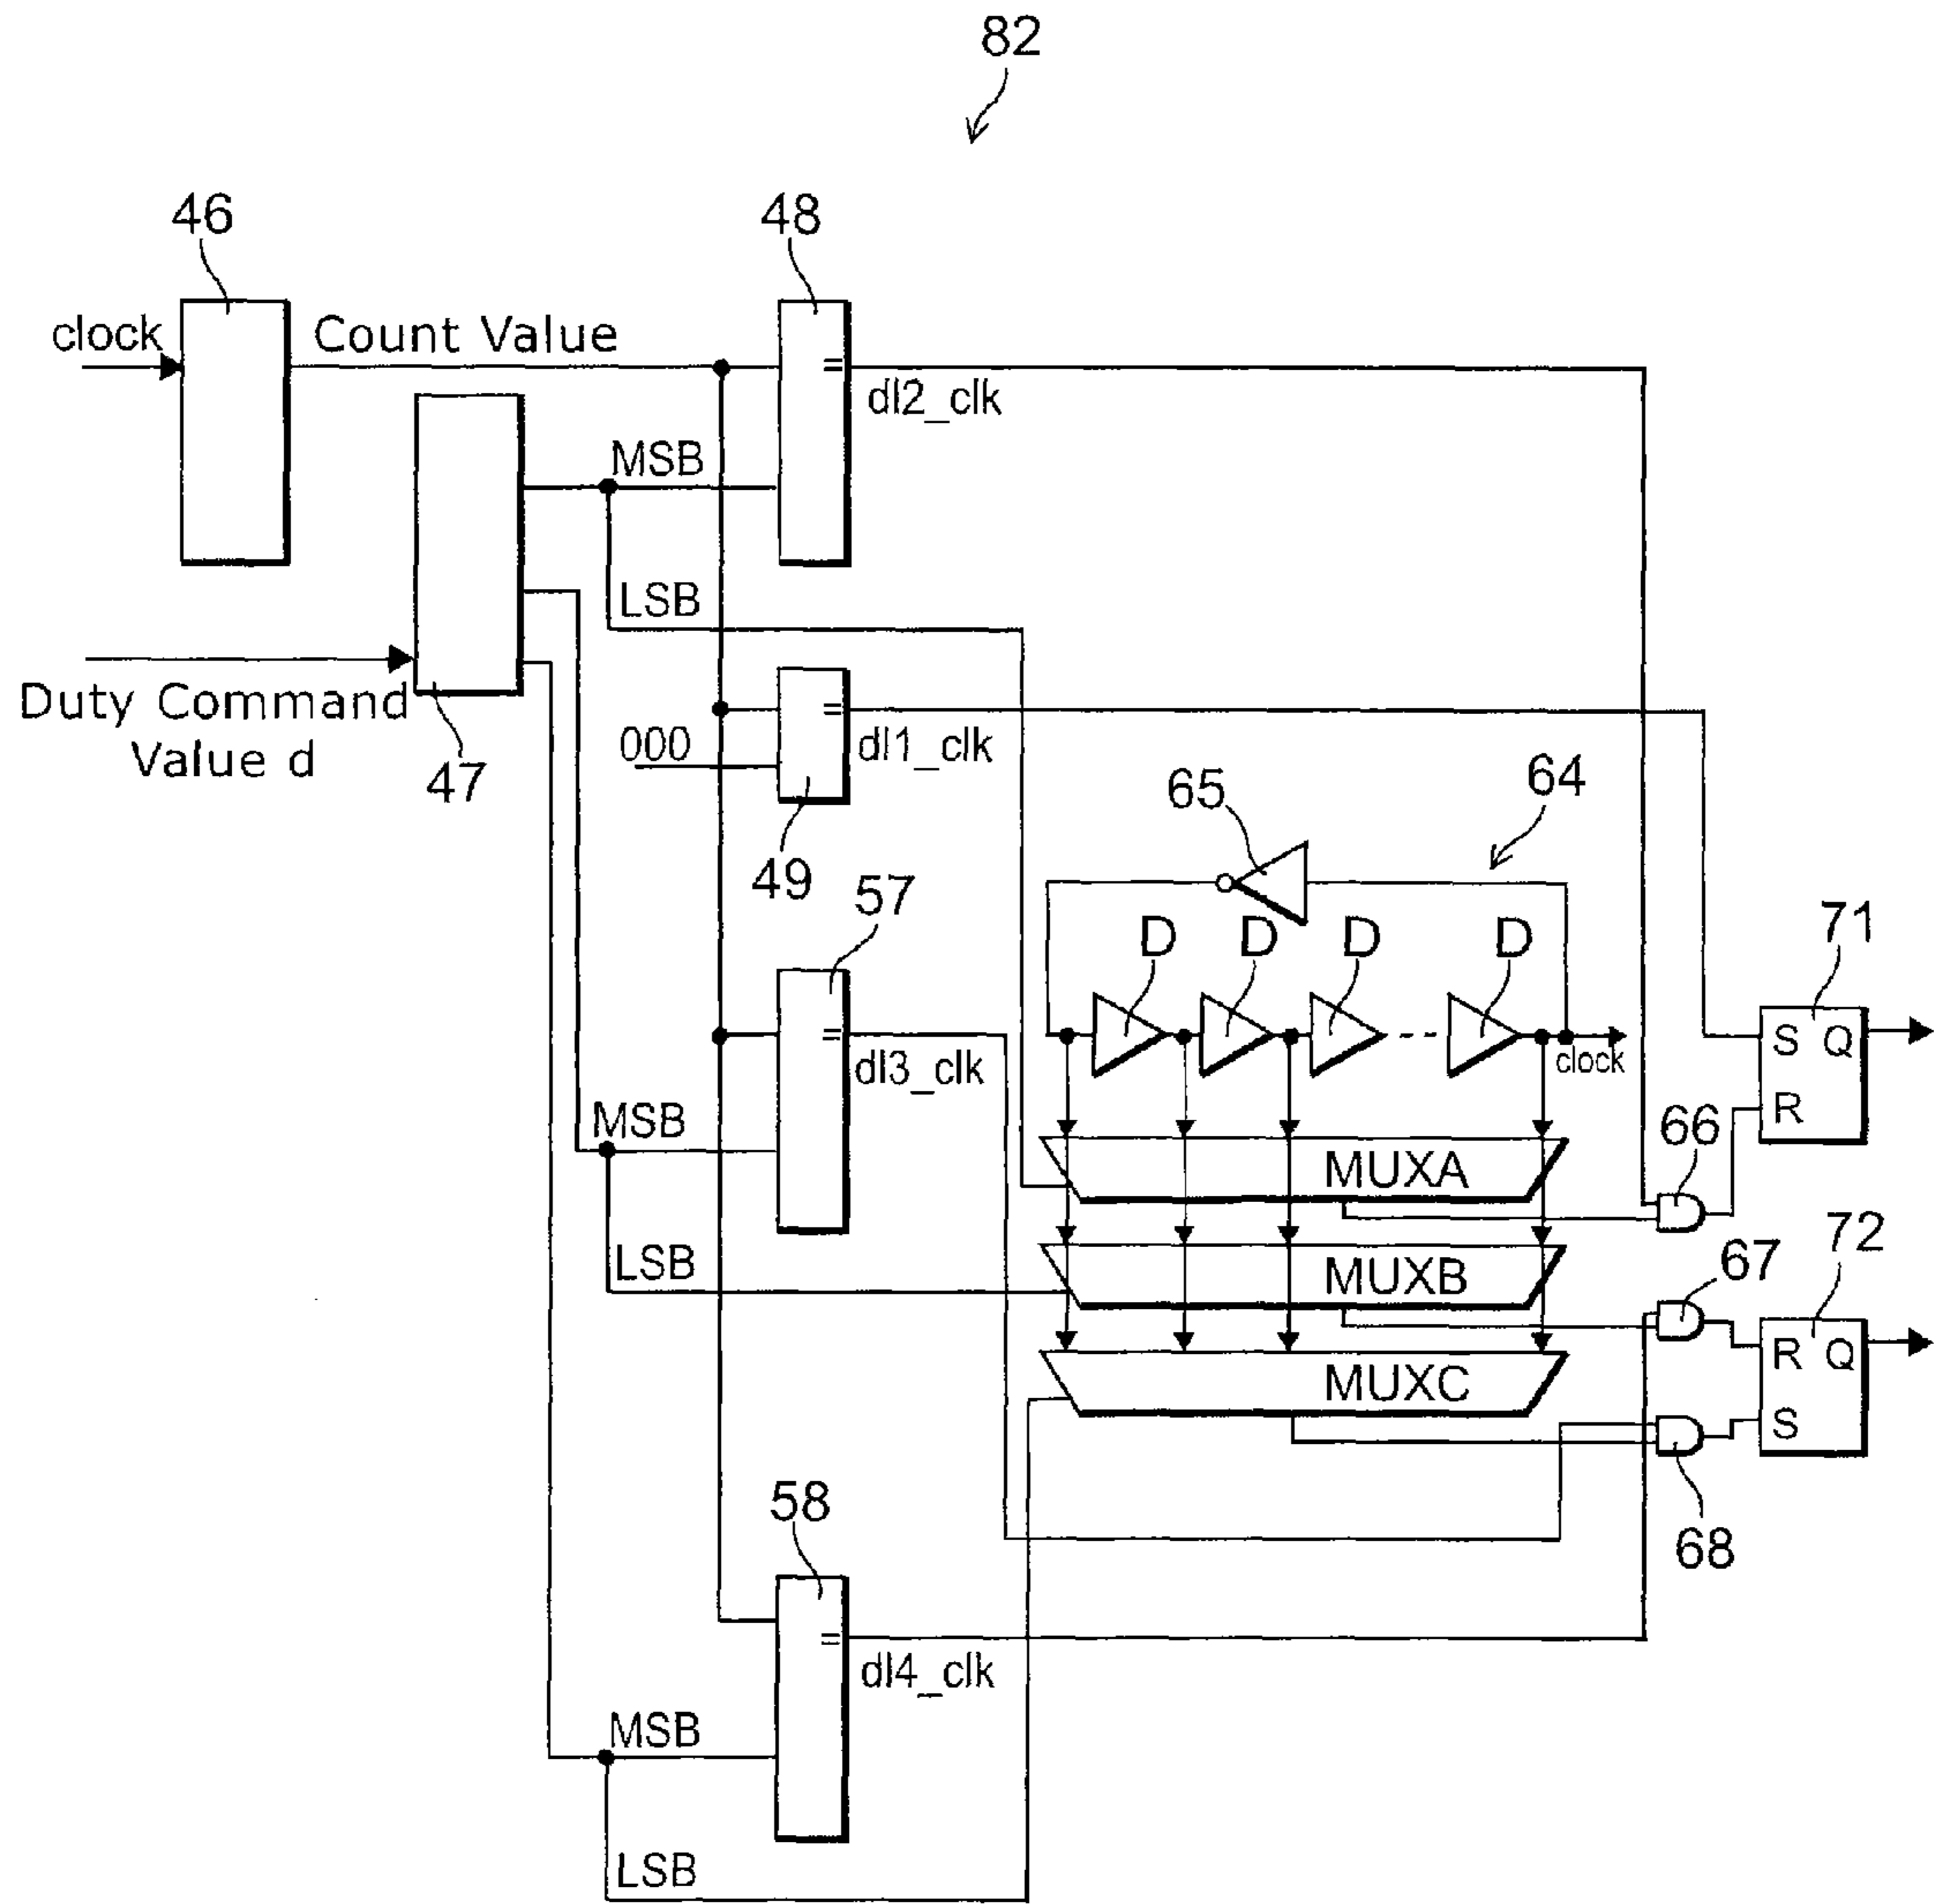 82
46
48
clock
Count Value
=
dl2_clk
MSB
LSB
Duty Command
Value d
47
000
=
dl1_clk
49
65
64
57
D
D
D
D
71
=
dl3_clk
clock
S
Q
R
MSB
66
MUXA
72
LSB
MUXB
67
R
Q
MUXC
S
58
68
=
dl4_clk
MSB
LSB